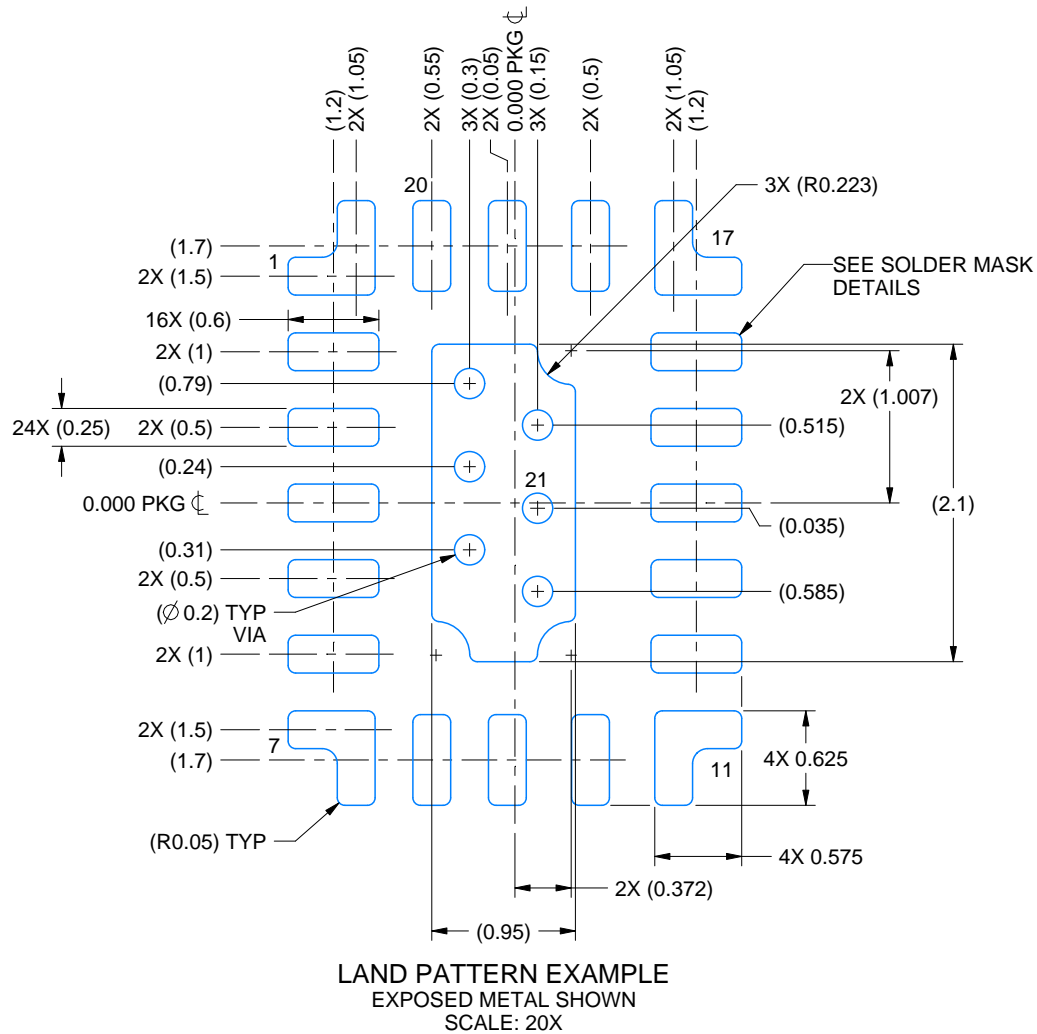 (1.2)
2X (1.05)
2X (0.55)
3X (0.3)
2X (0.05)
0.000 PKG ℄
3X (0.15)
2X (0.5)
2X (1.05)
(1.2)
20
3X (R0.223)
(1.7)
1
17
2X (1.5)
SEE SOLDER MASK
DETAILS
16X (0.6)
2X (1)
(0.79)
2X (1.007)
24X (0.25)
2X (0.5)
(0.515)
(0.24)
21
0.000 PKG ℄
(2.1)
(0.035)
(0.31)
2X (0.5)
(0.585)
(∅ 0.2) TYP
VIA
2X (1)
2X (1.5)
7
(1.7)
11
4X 0.625
(R0.05) TYP
4X 0.575
2X (0.372)
(0.95)
LAND PATTERN EXAMPLE
EXPOSED METAL SHOWN
SCALE: 20X